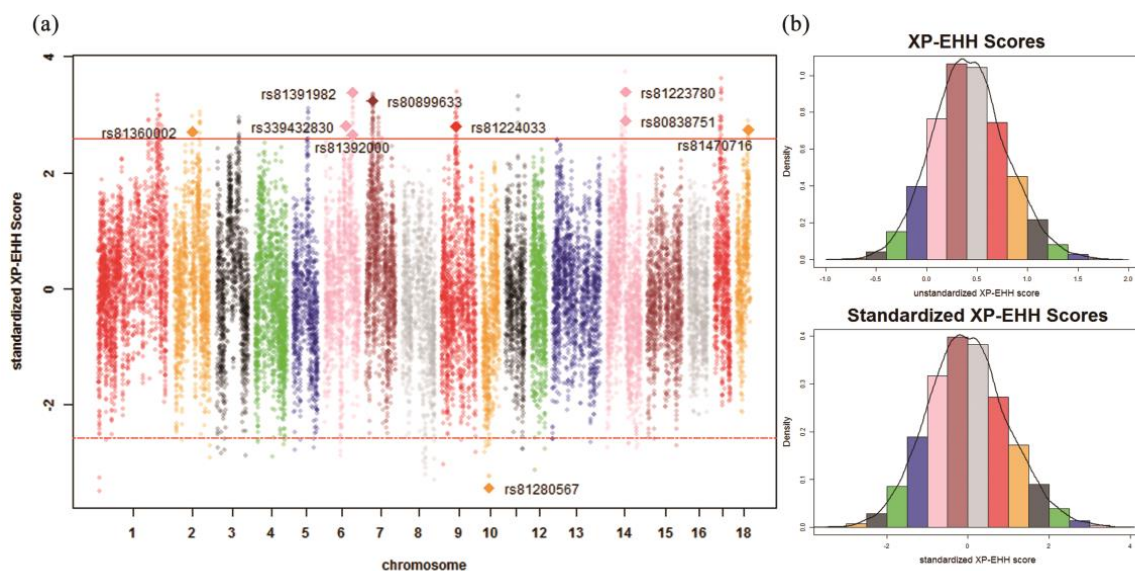 (a)
standardized XP-EHH Score
4
2
0
-2
rs81360002
rs81391982
rs339432830
rs81392000
rs80899633
rs81224033
rs81223780
rs80838751
rs81470716
rs81280567
1 2 3 4 5 6 7 8 9 10 12 13 14 15 16 18
chromosome
(b)
XP-EHH Scores
Density
0.0 0.2 0.4 0.6 0.8 1.0
-1.0 -0.5 0.0 0.5 1.0 1.5 2.0
unstandardized XP-EHH score
Standardized XP-EHH Scores
Density
0.0 0.1 0.2 0.3 0.4
-2 0 2 4
standardized XP-EHH score